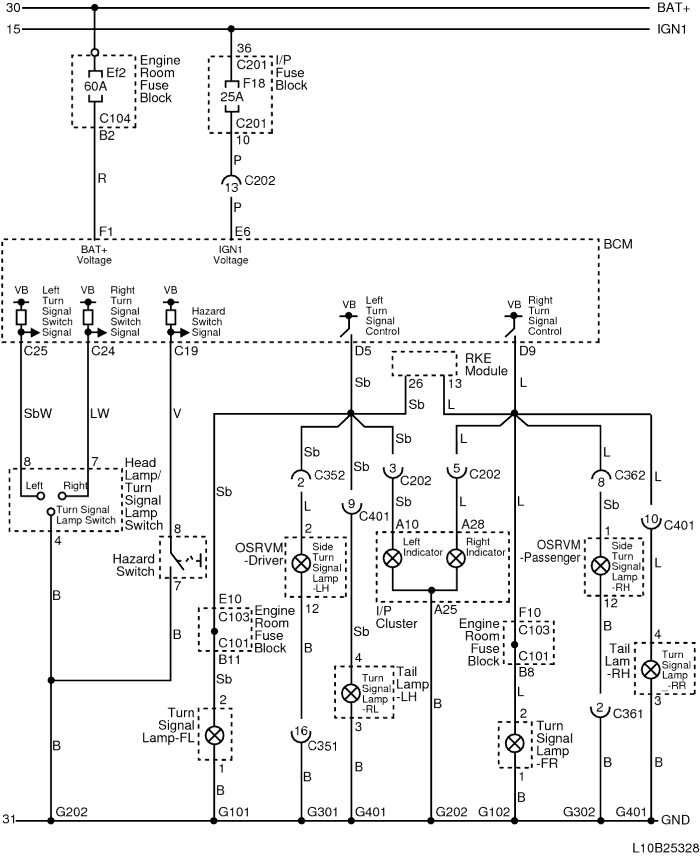 30 BAT+
15 IGN1
Engine
Room
Fuse
Block
Ef2
60A
C104
B2
R
F1
36
C201
I/P
Fuse
Block
F18
25A
C201
10
P
13 C202
P
E6
BCM
BAT+
Voltage
IGN1
Voltage
VB
Left
Turn
Signal
Switch
Signal
VB
Right
Turn
Signal
Switch
Signal
VB
Hazard
Switch
Signal
VB
Left
Turn
Signal
Control
VB
Right
Turn
Signal
Control
C25
C24
C19
D5
D9
RKE
Module
26
13
SbW
LW
V
Sb
Sb
L
L
8
7
Left
Right
Turn Signal
Lamp Switch
Head
Lamp/
Turn
Signal
Lamp
Switch
4
B
B
8
Hazard
Switch
7
B
Sb
E10
C103
C101
Engine
Room
Fuse
Block
B11
Sb
2
Turn
Signal
Lamp-FL
1
B
Sb
C352
2
L
2
OSRVM
-Driver
Side
Turn
Signal
Lamp
-LH
12
B
16
C351
B
Sb
9
C401
Sb
4
Turn
Signal
Lamp
-RL
Tail
Lamp
-LH
3
B
Sb
3
C202
Sb
A10
Left
Indicator
L
5
C202
L
A28
Right
Indicator
I/P
Cluster
A25
B
L
F10
C103
C101
Engine
Room
Fuse
Block
B8
L
2
Turn
Signal
Lamp
-FR
1
B
L
C362
8
Sb
1
OSRVM
-Passenger
Side
Turn
Signal
Lamp
-RH
12
B
2
C361
B
L
10
C401
L
4
Tail
Lam
-RH
Turn
Signal
Lamp
_-RR
3
B
31 G202 G101 G301 G401 G202 G102 G302 G401 GND
L10B25328